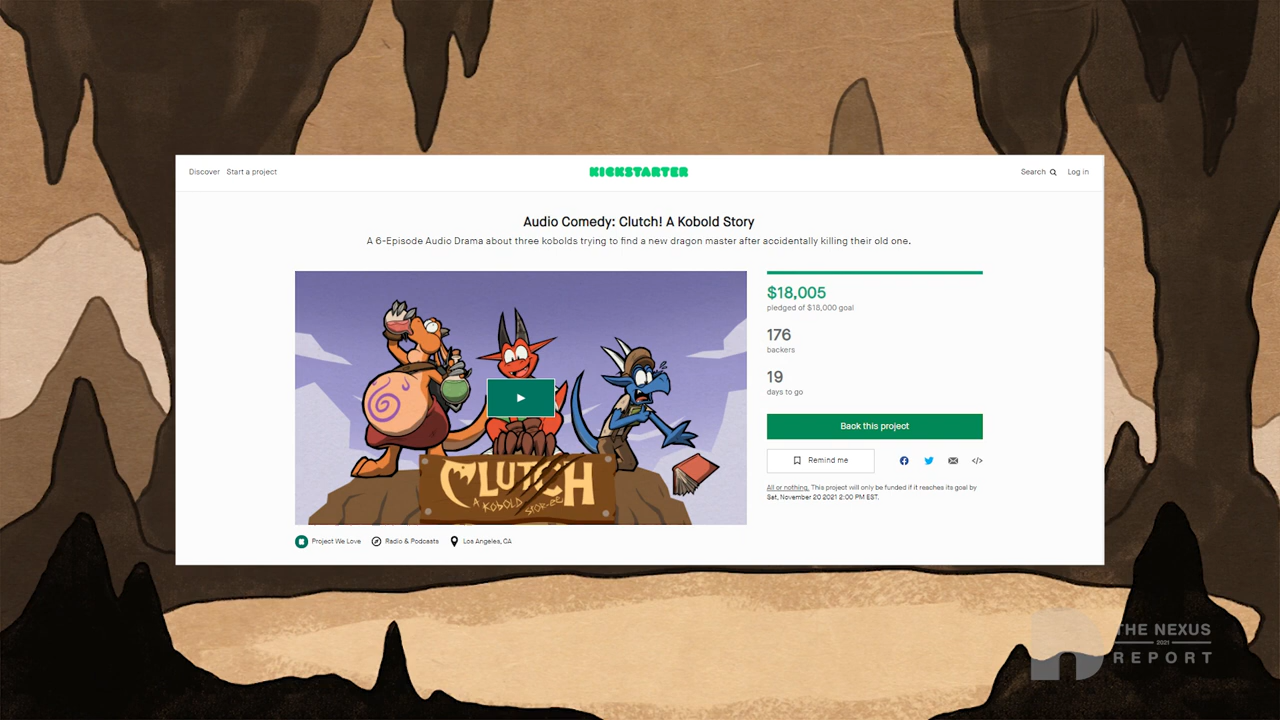 Discover Start a project
KICKSTARTER
Search Log in
Audio Comedy: Clutch! A Kobold Story
A 6-Episode Audio Drama about three kobolds trying to find a new dragon master after accidentally killing their old one.
$18,005
pledged of $18,000 goal
176
backers
19
days to go
Back this project
Remind me
All or nothing. This project will only be funded if it reaches its goal by
Sat, November 20 2021 2:00 PM EST.
CLUTCH
A KOBOLD
Project We Love Radio & Podcasts Los Angeles, CA
THE NEXUS
2021
REPORT